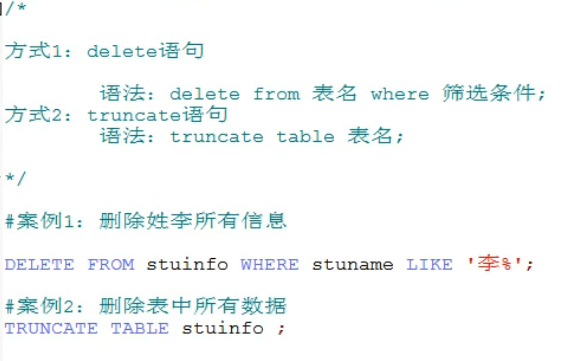 /*
方式1：delete语句
语法：delete from 表名 where 筛选条件;
方式2：truncate语句
语法：truncate table 表名;
*/
#案例1：删除姓李所有信息
DELETE FROM stuinfo WHERE stuname LIKE '李%';
#案例2：删除表中所有数据
TRUNCATE TABLE stuinfo ;